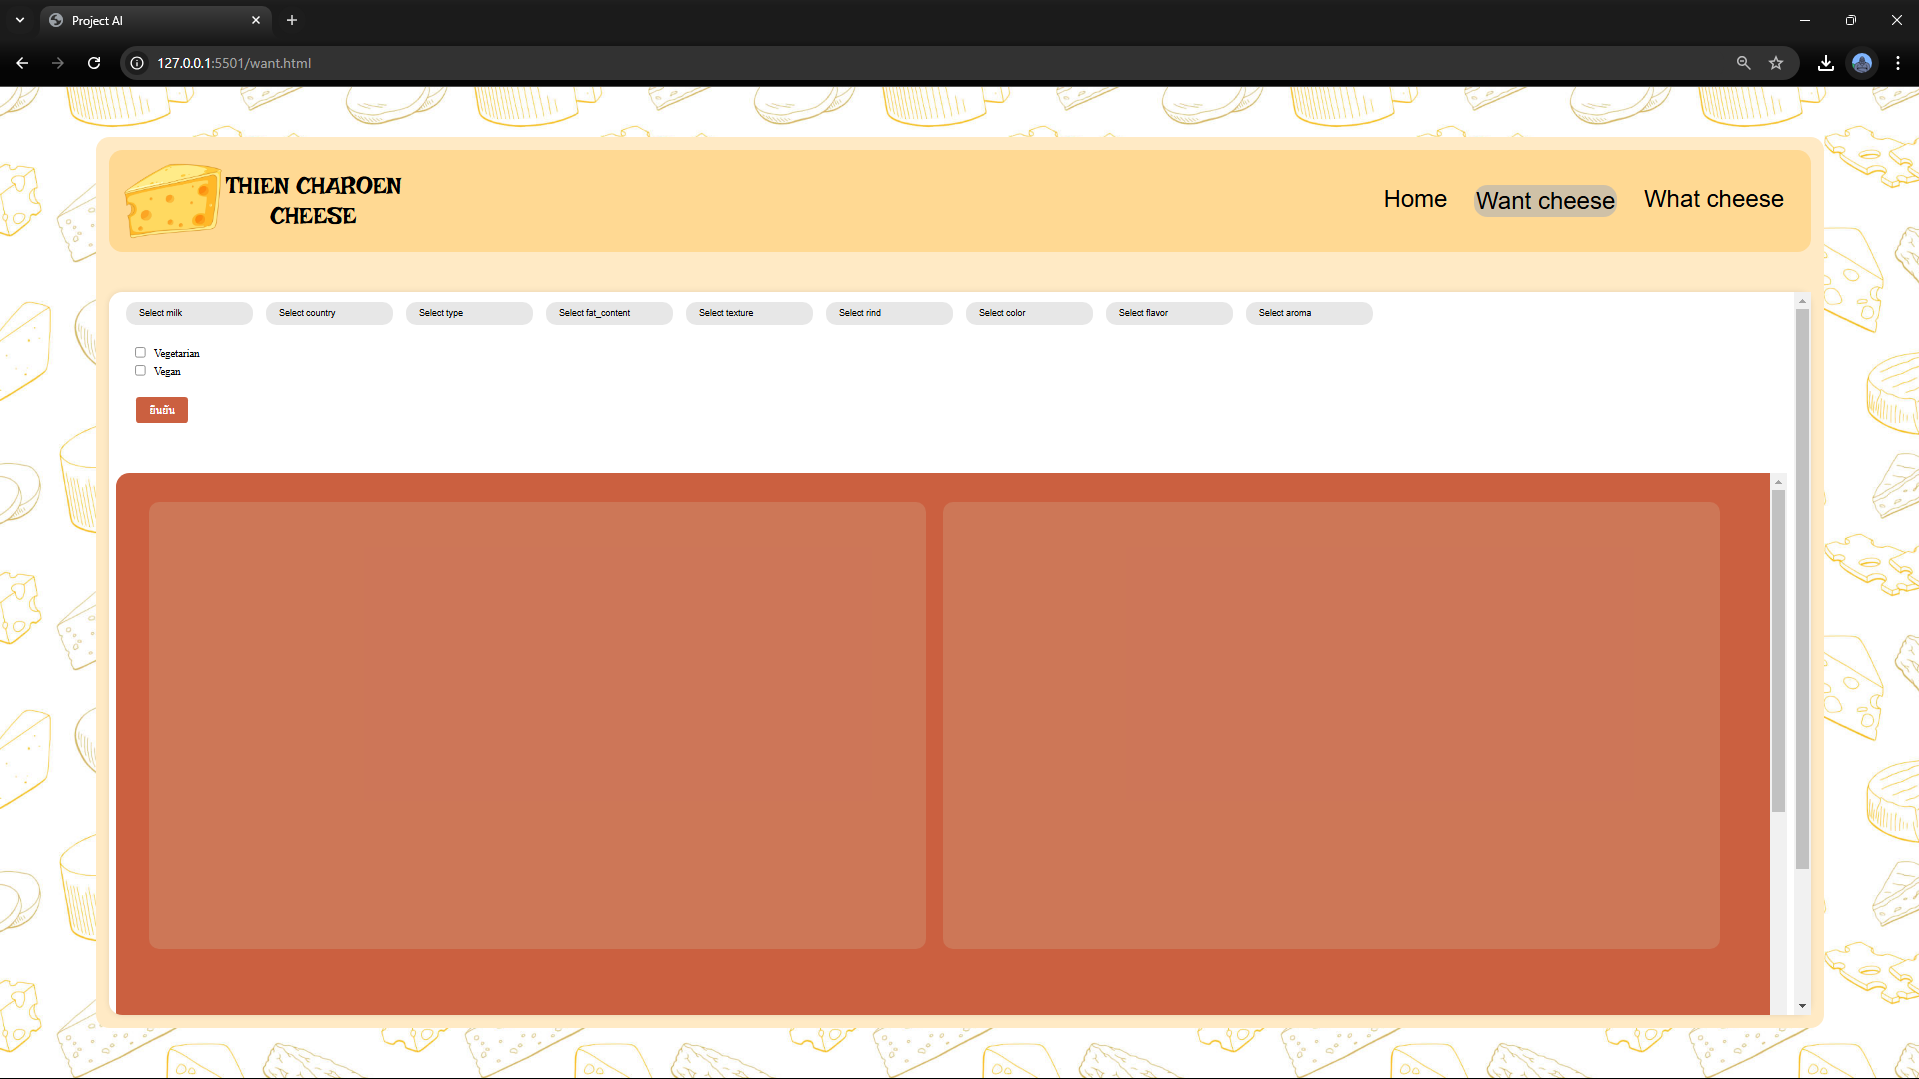 Project AI
127.0.0.1:5501/want.html
THIEN CHAROEN
CHEESE
Home
Want cheese
What cheese
Select milk
Select country
Select type
Select fat_content
Select texture
Select rind
Select color
Select flavor
Select aroma
Vegetarian
Vegan
ยืนยัน